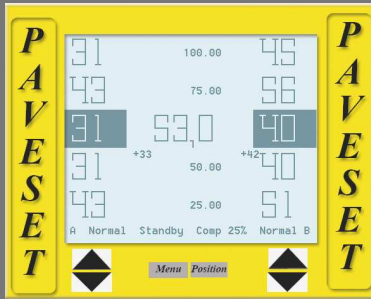 PAVESET
31 100.00 45
43 75.00 56
31 53.0 40
+33 +42
31 50.00 40
43 25.00 51
A Normal Standby Comp 25% Normal B
Menu Position
PAVESET